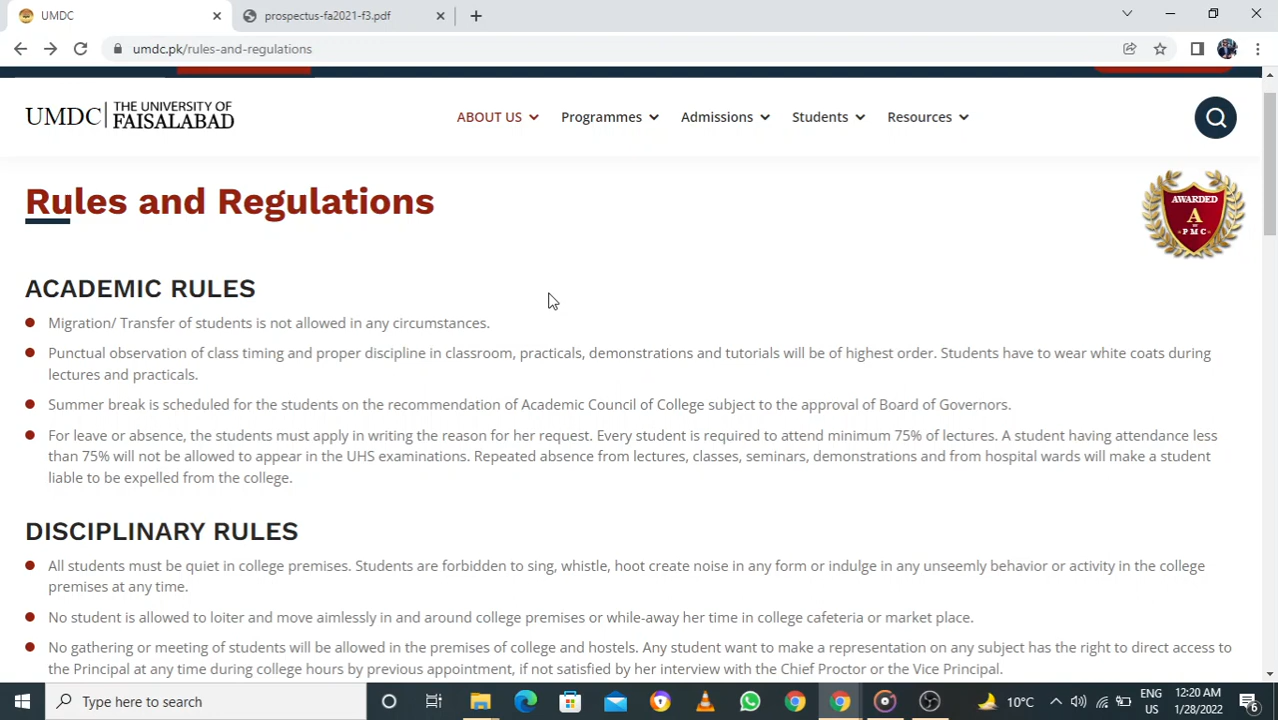 UMDC
prospectus-fa2021-f3.pdf
umdc.pk/rules-and-regulations
UMDC THE UNIVERSITY OF
FAISALABAD
ABOUT US Programmes Admissions Students Resources
Rules and Regulations
AWARDED
A
BY
PMC
ACADEMIC RULES
Migration/ Transfer of students is not allowed in any circumstances.
Punctual observation of class timing and proper discipline in classroom, practicals, demonstrations and tutorials will be of highest order. Students have to wear white coats during
lectures and practicals.
Summer break is scheduled for the students on the recommendation of Academic Council of College subject to the approval of Board of Governors.
For leave or absence, the students must apply in writing the reason for her request. Every student is required to attend minimum 75% of lectures. A student having attendance less
than 75% will not be allowed to appear in the UHS examinations. Repeated absence from lectures, classes, seminars, demonstrations and from hospital wards will make a student
liable to be expelled from the college.
DISCIPLINARY RULES
All students must be quiet in college premises. Students are forbidden to sing, whistle, hoot create noise in any form or indulge in any unseemly behavior or activity in the college
premises at any time.
No student is allowed to loiter and move aimlessly in and around college premises or while-away her time in college cafeteria or market place.
No gathering or meeting of students will be allowed in the premises of college and hostels. Any student want to make a representation on any subject has the right to direct access to
the Principal at any time during college hours by previous appointment, if not satisfied by her interview with the Chief Proctor or the Vice Principal.
Type here to search
10°C
ENG
US
12:20 AM
1/28/2022
6